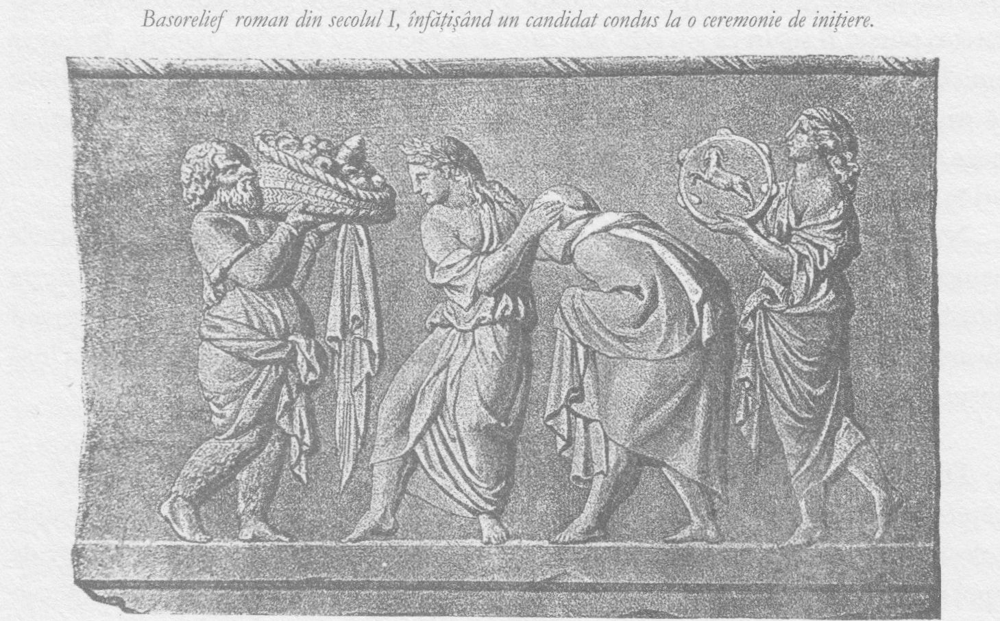 Basorelief roman din secolul I, înfățișând un candidat condus la o ceremonie de inițiere.